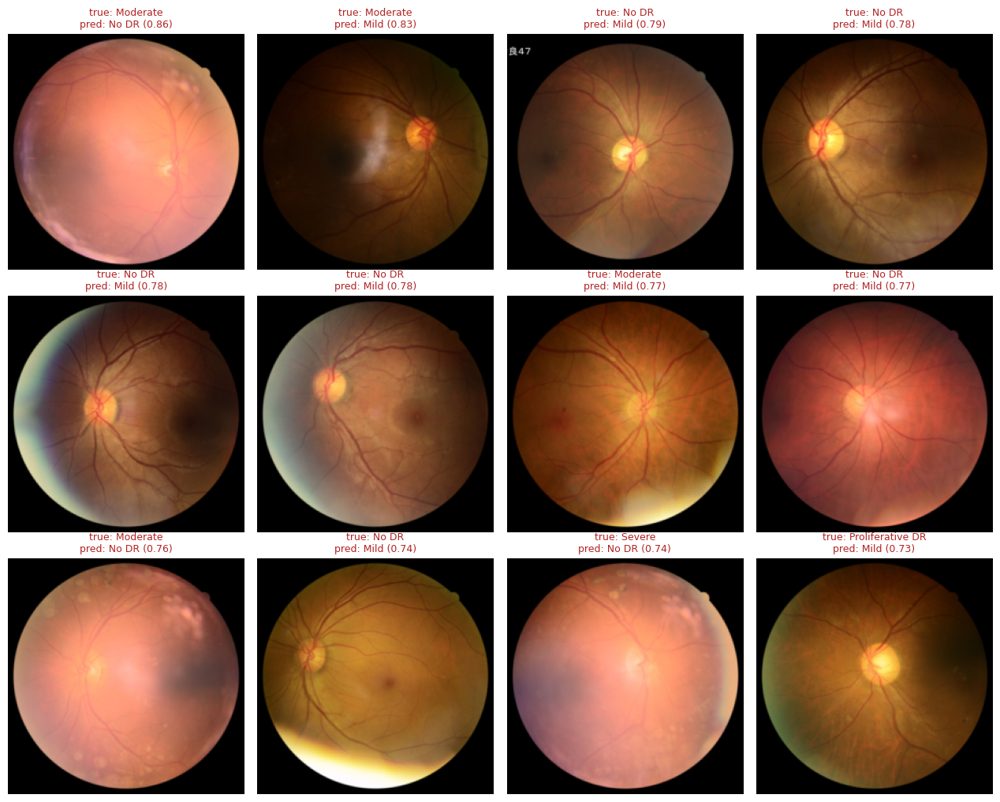 true: Moderate
pred: No DR (0.86)
true: Moderate
pred: Mild (0.83)
true: No DR
pred: Mild (0.79)
true: No DR
pred: Mild (0.78)
良47
true: No DR
pred: Mild (0.78)
true: No DR
pred: Mild (0.78)
true: Moderate
pred: Mild (0.77)
true: No DR
pred: Mild (0.77)
true: Moderate
pred: No DR (0.76)
true: No DR
pred: Mild (0.74)
true: Severe
pred: No DR (0.74)
true: Proliferative DR
pred: Mild (0.73)